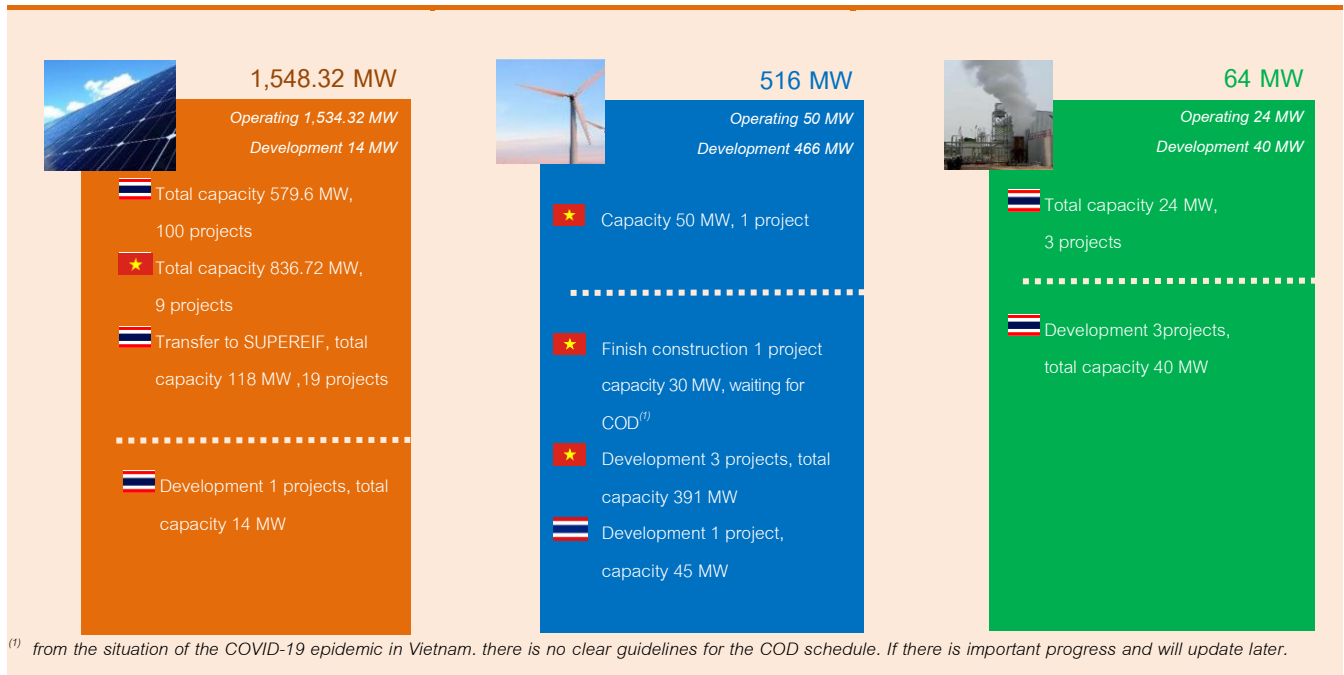 1,548.32 MW
Operating 1,534.32 MW
Development 14 MW
Total capacity 579.6 MW,
100 projects
Total capacity 836.72 MW,
9 projects
Transfer to SUPEREIF, total
capacity 118 MW ,19 projects
Development 1 projects, total
capacity 14 MW
516 MW
Operating 50 MW
Development 466 MW
Capacity 50 MW, 1 project
Finish construction 1 project
capacity 30 MW, waiting for
COD(1)
Development 3 projects, total
capacity 391 MW
Development 1 project,
capacity 45 MW
64 MW
Operating 24 MW
Development 40 MW
Total capacity 24 MW,
3 projects
Development 3projects,
total capacity 40 MW
(1) from the situation of the COVID-19 epidemic in Vietnam. there is no clear guidelines for the COD schedule. If there is important progress and will update later.